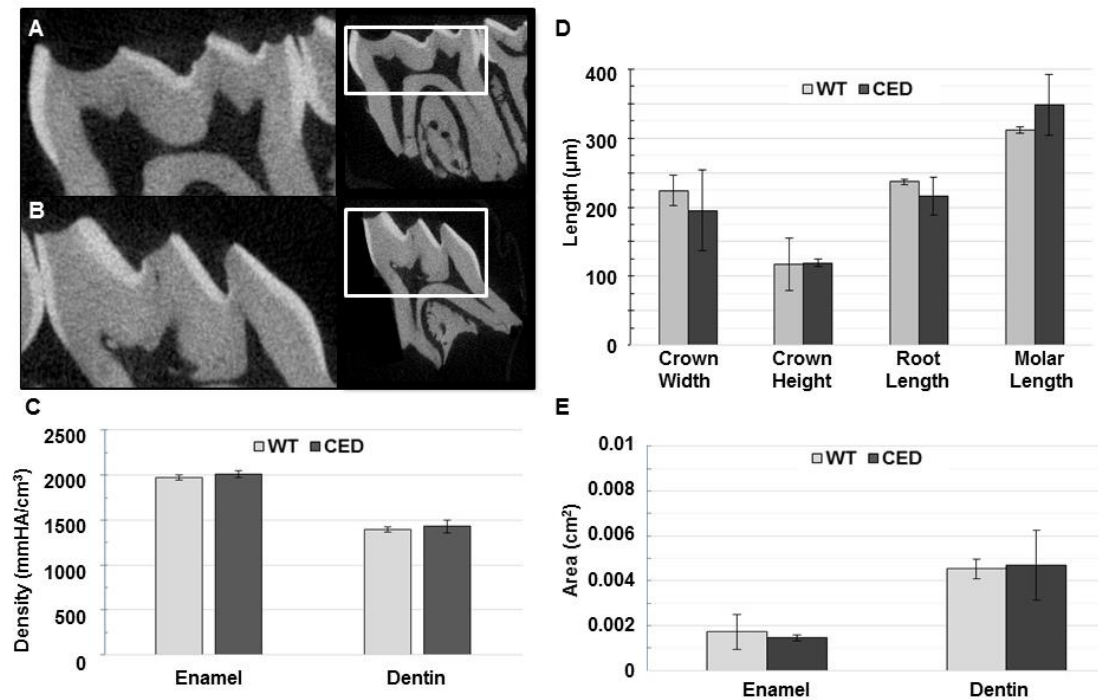 A
B
C
2500
2000
1500
1000
500
0
Density (mmHA/cm³)
WT CED
Enamel Dentin
D
400
300
200
100
0
Length (µm)
WT CED
Crown Width
Crown Height
Root Length
Molar Length
E
0.01
0.008
0.006
0.004
0.002
0
Area (cm²)
WT CED
Enamel Dentin